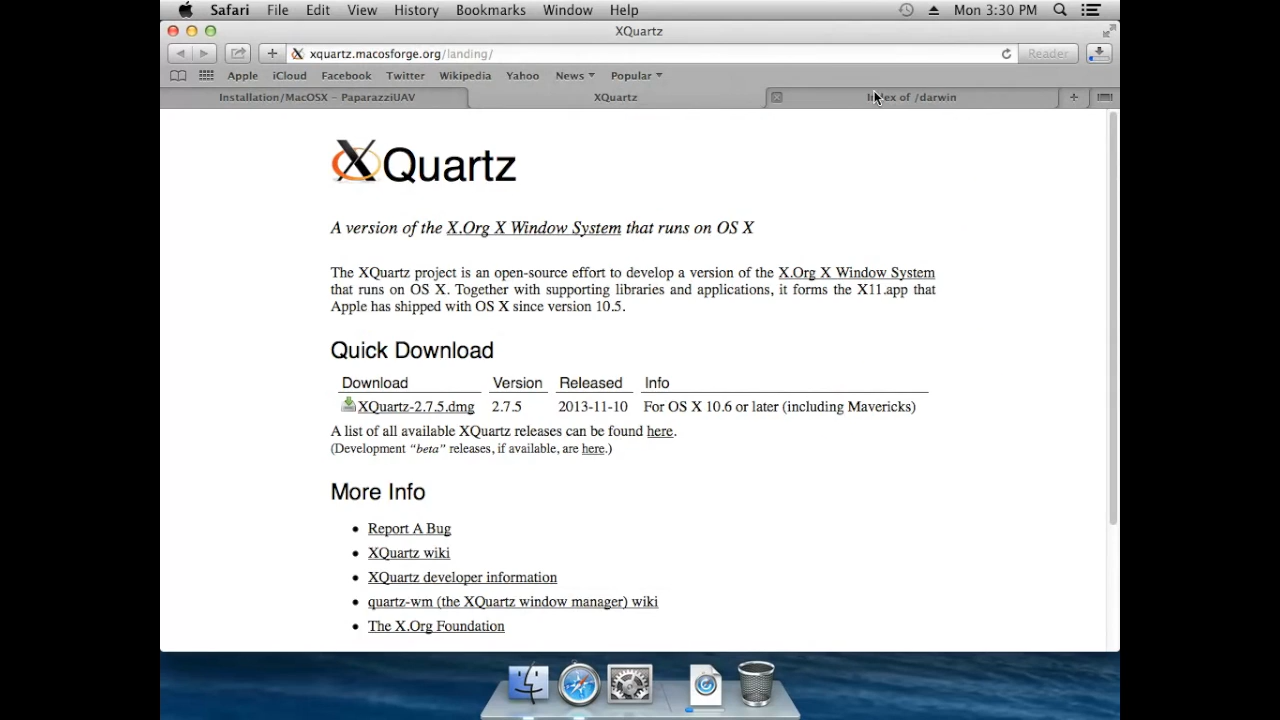 Safari File Edit View History Bookmarks Window Help Mon 3:30 PM
XQuartz
xquartz.macosforge.org/landing/ Reader
Apple iCloud Facebook Twitter Wikipedia Yahoo News Popular
Installation/MacOSX – PaparazziUAV XQuartz Index of /darwin
XQuartz
A version of the X.Org X Window System that runs on OS X
The XQuartz project is an open-source effort to develop a version of the X.Org X Window System
that runs on OS X. Together with supporting libraries and applications, it forms the X11.app that
Apple has shipped with OS X since version 10.5.
Quick Download
Download Version Released Info
XQuartz-2.7.5.dmg 2.7.5 2013-11-10 For OS X 10.6 or later (including Mavericks)
A list of all available XQuartz releases can be found here.
(Development “beta” releases, if available, are here.)
More Info
• Report A Bug
• XQuartz wiki
• XQuartz developer information
• quartz-wm (the XQuartz window manager) wiki
• The X.Org Foundation